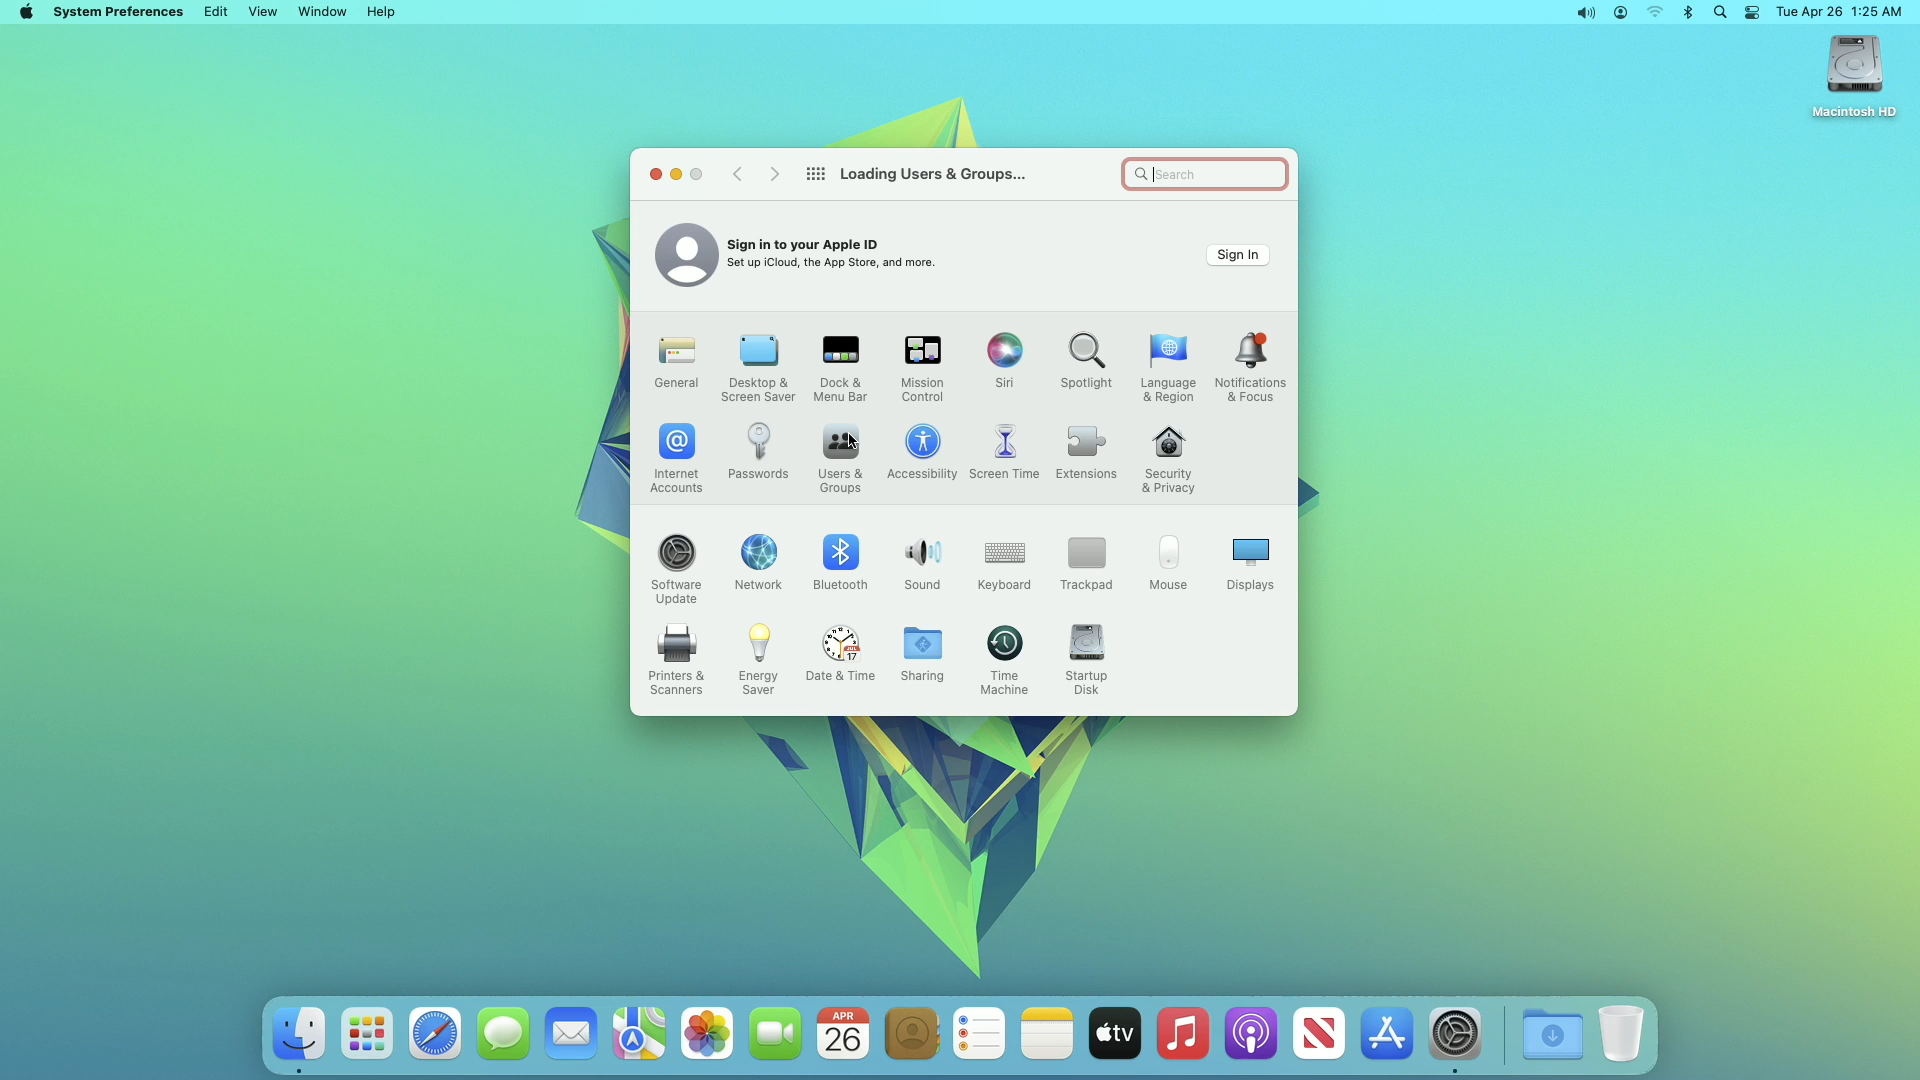 System Preferences Edit View Window Help
Tue Apr 26 1:25 AM
Macintosh HD
Loading Users & Groups...
Search
Sign in to your Apple ID
Set up iCloud, the App Store, and more.
Sign In
General
Desktop &
Screen Saver
Dock &
Menu Bar
Mission
Control
Siri
Spotlight
Language
& Region
Notifications
& Focus
Internet
Accounts
Passwords
Users &
Groups
Accessibility
Screen Time
Extensions
Security
& Privacy
Software
Update
Network
Bluetooth
Sound
Keyboard
Trackpad
Mouse
Displays
Printers &
Scanners
Energy
Saver
JUL
17
Date & Time
Sharing
Time
Machine
Startup
Disk
APR
26
tv